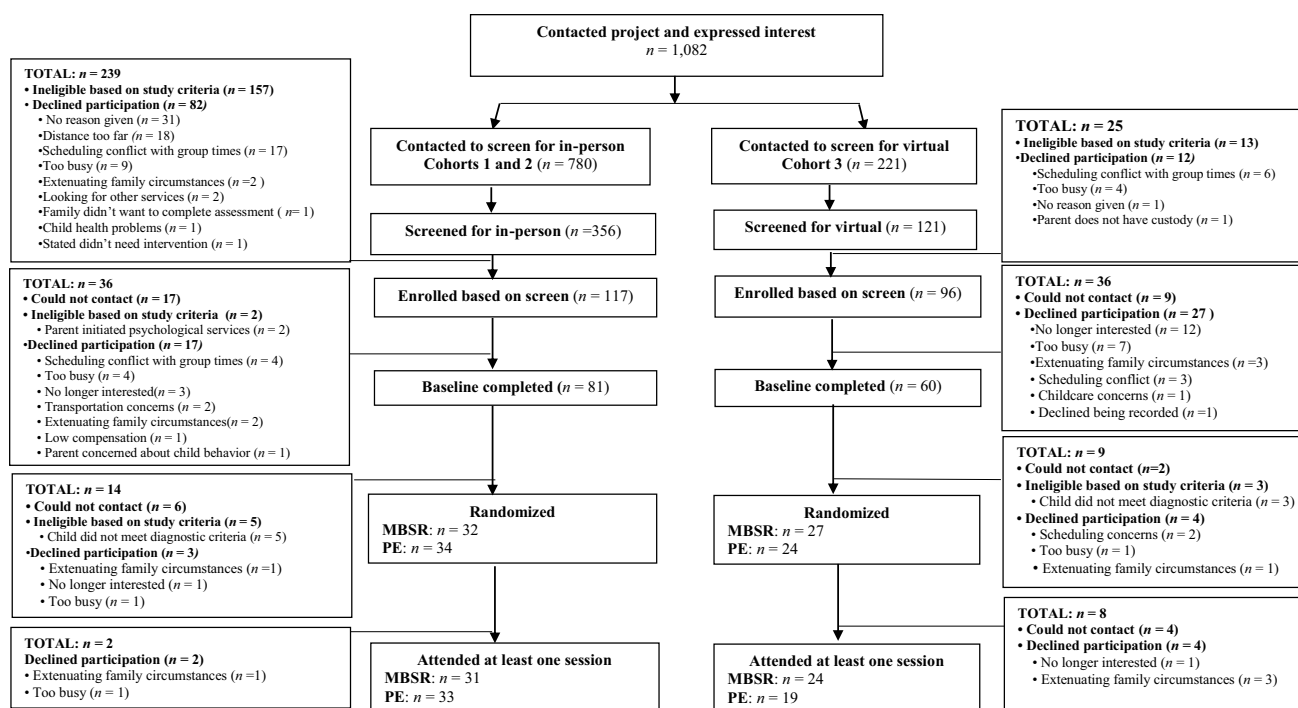 Contacted project and expressed interest
n = 1,082
TOTAL: n = 239
• Ineligible based on study criteria (n = 157)
• Declined participation (n = 82)
• No reason given (n = 31)
• Distance too far (n = 18)
• Scheduling conflict with group times (n = 17)
• Too busy (n = 9)
• Extenuating family circumstances (n =2 )
• Looking for other services (n = 2)
• Family didn't want to complete assessment ( n= 1)
• Child health problems (n = 1)
• Stated didn't need intervention (n = 1)
Contacted to screen for in-person
Cohorts 1 and 2 (n = 780)
Contacted to screen for virtual
Cohort 3 (n = 221)
TOTAL: n = 25
• Ineligible based on study criteria (n = 13)
•Declined participation (n = 12)
•Scheduling conflict with group times (n = 6)
•Too busy (n = 4)
•No reason given (n = 1)
•Parent does not have custody (n = 1)
Screened for in-person (n =356)
Screened for virtual (n = 121)
TOTAL: n = 36
• Could not contact (n = 17)
• Ineligible based on study criteria (n = 2)
• Parent initiated psychological services (n = 2)
•Declined participation (n = 17)
• Scheduling conflict with group times (n = 4)
• Too busy (n = 4)
• No longer interested(n = 3)
• Transportation concerns (n = 2)
• Extenuating family circumstances(n = 2)
• Low compensation (n = 1)
• Parent concerned about child behavior (n = 1)
Enrolled based on screen (n = 117)
Enrolled based on screen (n = 96)
TOTAL: n = 36
• Could not contact (n = 9)
• Declined participation (n = 27 )
•No longer interested (n = 12)
•Too busy (n = 7)
•Extenuating family circumstances (n =3)
• Scheduling conflict (n = 3)
• Childcare concerns (n = 1)
• Declined being recorded (n =1)
Baseline completed (n = 81)
Baseline completed (n = 60)
TOTAL: n = 14
• Could not contact (n = 6)
• Ineligible based on study criteria (n = 5)
• Child did not meet diagnostic criteria (n = 5)
•Declined participation (n = 3)
• Extenuating family circumstances (n =1)
• No longer interested (n = 1)
• Too busy (n = 1)
Randomized
MBSR: n = 32
PE: n = 34
Randomized
MBSR: n = 27
PE: n = 24
TOTAL: n = 9
• Could not contact (n=2)
• Ineligible based on study criteria (n = 3)
• Child did not meet diagnostic criteria (n = 3)
• Declined participation (n = 4)
• Scheduling concerns (n = 2)
• Too busy (n = 1)
• Extenuating family circumstances (n = 1)
TOTAL: n = 2
Declined participation (n = 2)
• Extenuating family circumstances (n =1)
• Too busy (n = 1)
Attended at least one session
MBSR: n = 31
PE: n = 33
Attended at least one session
MBSR: n = 24
PE: n = 19
TOTAL: n = 8
• Could not contact (n = 4)
• Declined participation (n = 4)
• No longer interested (n = 1)
• Extenuating family circumstances (n = 3)